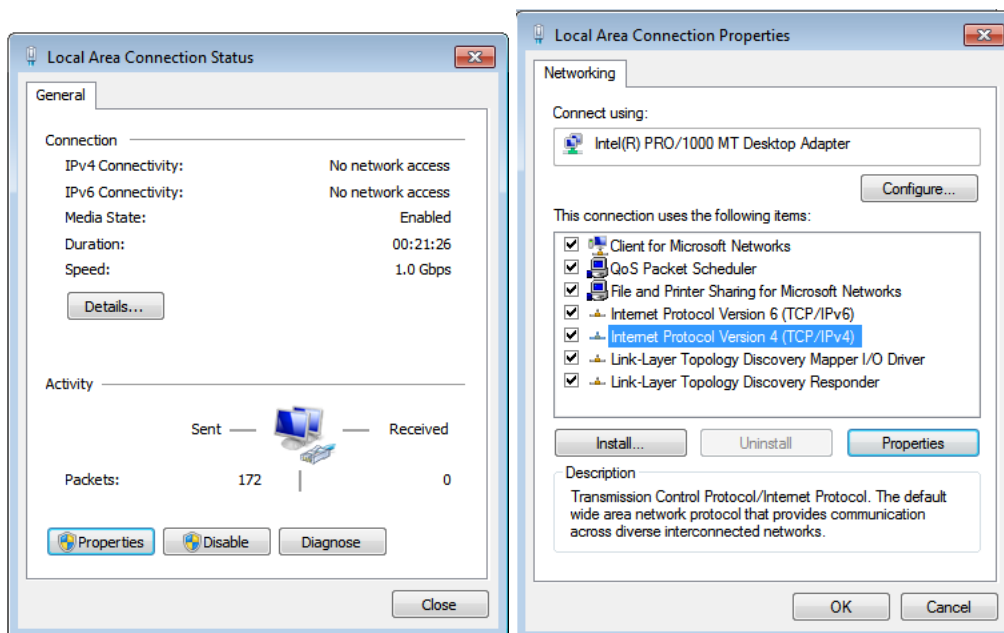 Local Area Connection Status
General
Connection
IPv4 Connectivity: No network access
IPv6 Connectivity: No network access
Media State: Enabled
Duration: 00:21:26
Speed: 1.0 Gbps
Details...
Activity
Sent Received
Packets: 172 0
Properties Disable Diagnose
Close
Local Area Connection Properties
Networking
Connect using:
Intel(R) PRO/1000 MT Desktop Adapter
Configure...
This connection uses the following items:
Client for Microsoft Networks
QoS Packet Scheduler
File and Printer Sharing for Microsoft Networks
Internet Protocol Version 6 (TCP/IPv6)
Internet Protocol Version 4 (TCP/IPv4)
Link-Layer Topology Discovery Mapper I/O Driver
Link-Layer Topology Discovery Responder
Install... Uninstall Properties
Description
Transmission Control Protocol/Internet Protocol. The default
wide area network protocol that provides communication
across diverse interconnected networks.
OK Cancel